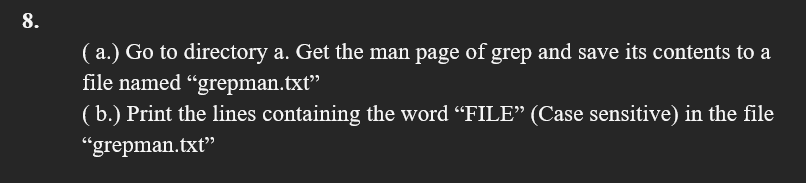 8.
( a.) Go to directory a. Get the man page of grep and save its contents to a
file named “grepman.txt”
( b.) Print the lines containing the word “FILE” (Case sensitive) in the file
“grepman.txt”